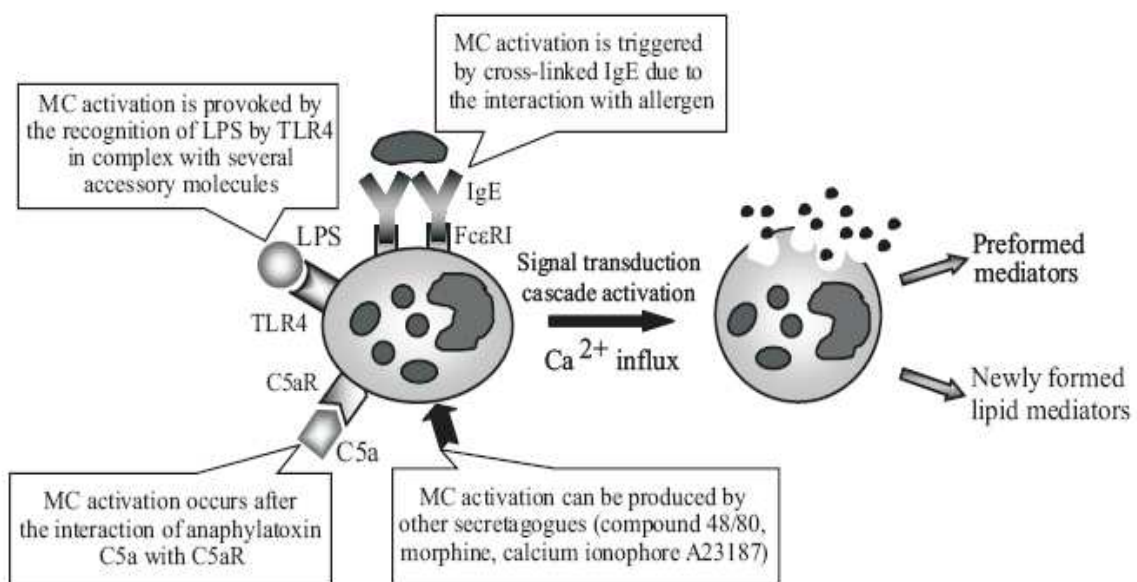 MC activation is triggered
by cross-linked IgE due to
the interaction with allergen
MC activation is provoked by
the recognition of LPS by TLR4
in complex with several
accessory molecules
IgE
LPS
FcεRI
TLR4
Signal transduction
cascade activation
Ca 2+ influx
Preformed
mediators
Newly formed
lipid mediators
C5aR
C5a
MC activation occurs after
the interaction of anaphylatoxin
C5a with C5aR
MC activation can be produced by
other secretagogues (compound 48/80,
morphine, calcium ionophore A23187)